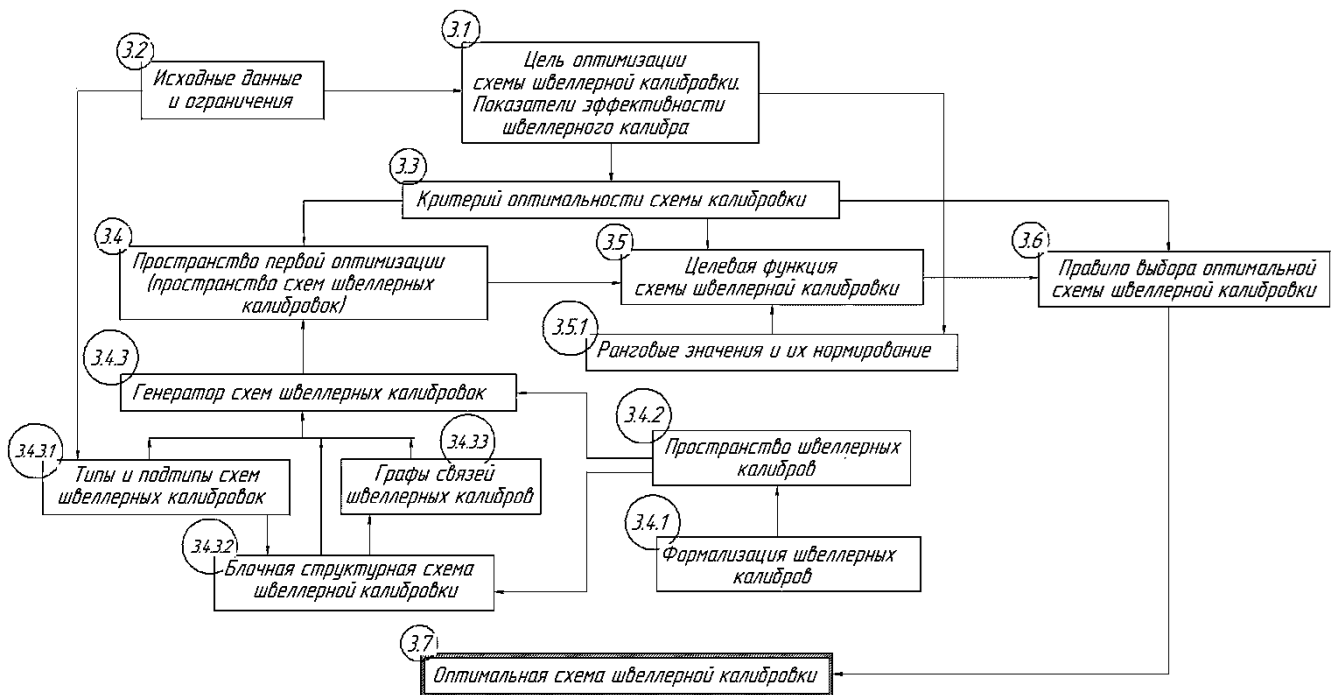 3.2
Исходные данные
и ограничения
3.1
Цель оптимизации
схемы швеллерной калибровки.
Показатели эффективности
швеллерного калибра
3.3
Критерий оптимальности схемы калибровки
3.4
Пространство первой оптимизации
(пространство схем швеллерных
калибровок)
3.5
Целевая функция
схемы швеллерной калибровки
3.6
Правило выбора оптимальной
схемы швеллерной калибровки
3.5.1
Ранговые значения и их нормирование
3.4.3
Генератор схем швеллерных калибровок
3.4.3.1
Типы и подтипы схем
швеллерных калибровок
3.4.3.3
Графы связей
швеллерных калибров
3.4.2
Пространство швеллерных
калибров
3.4.3.2
Блочная структурная схема
швеллерной калибровки
3.4.1
Формализация швеллерных
калибров
3.7
Оптимальная схема швеллерной калибровки